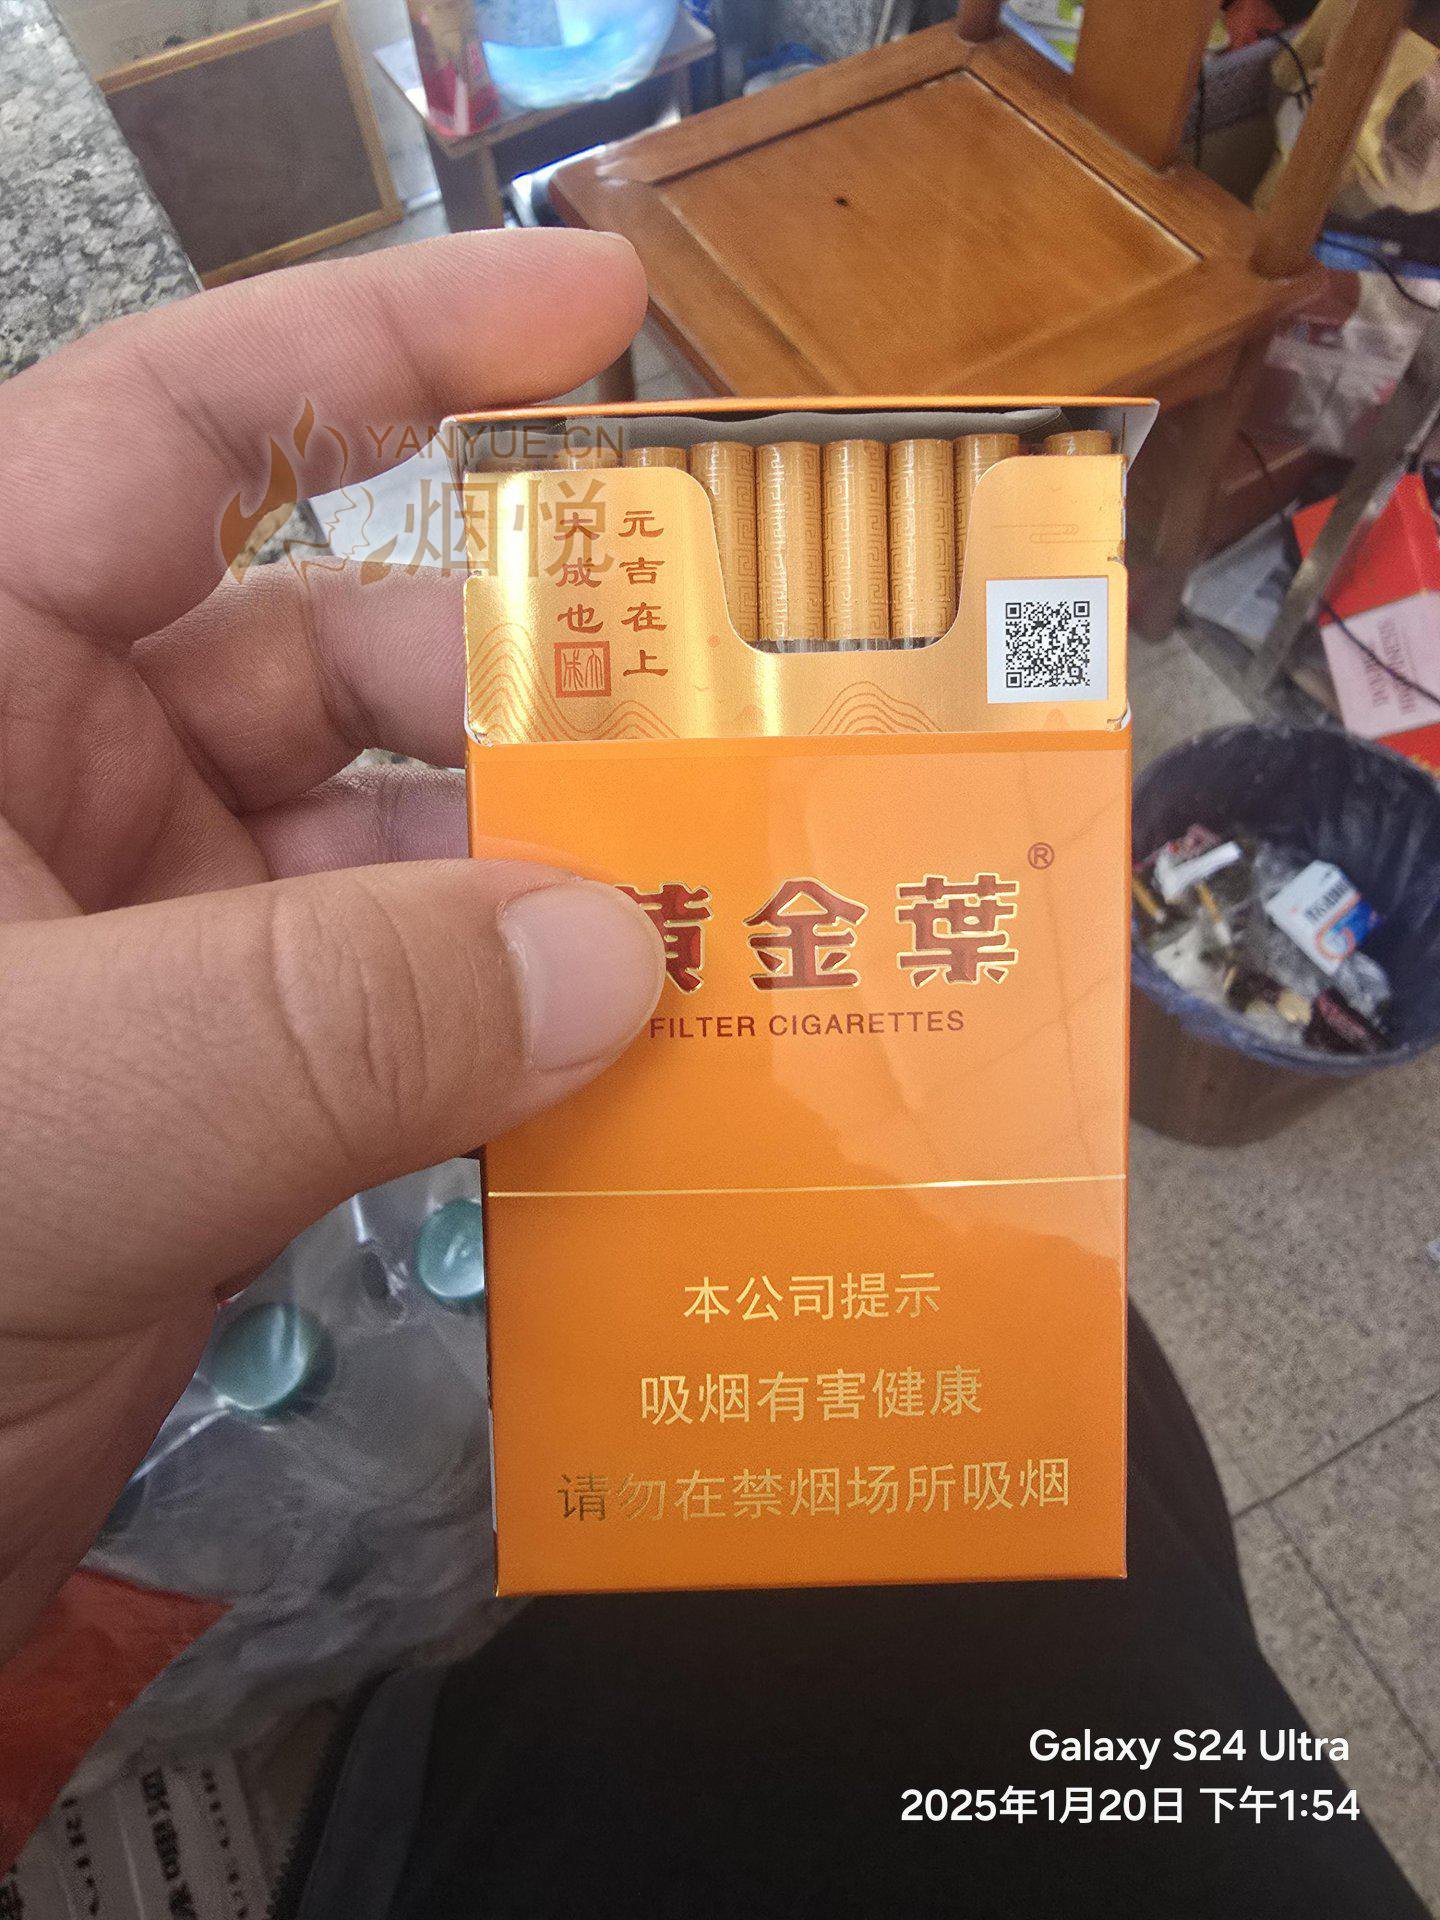 YANYUE.CN
烟悦
元吉在上
大成也
黄金葉®
FILTER CIGARETTES
本公司提示
吸烟有害健康
请勿在禁烟场所吸烟
Galaxy S24 Ultra
2025年1月20日 下午1:54